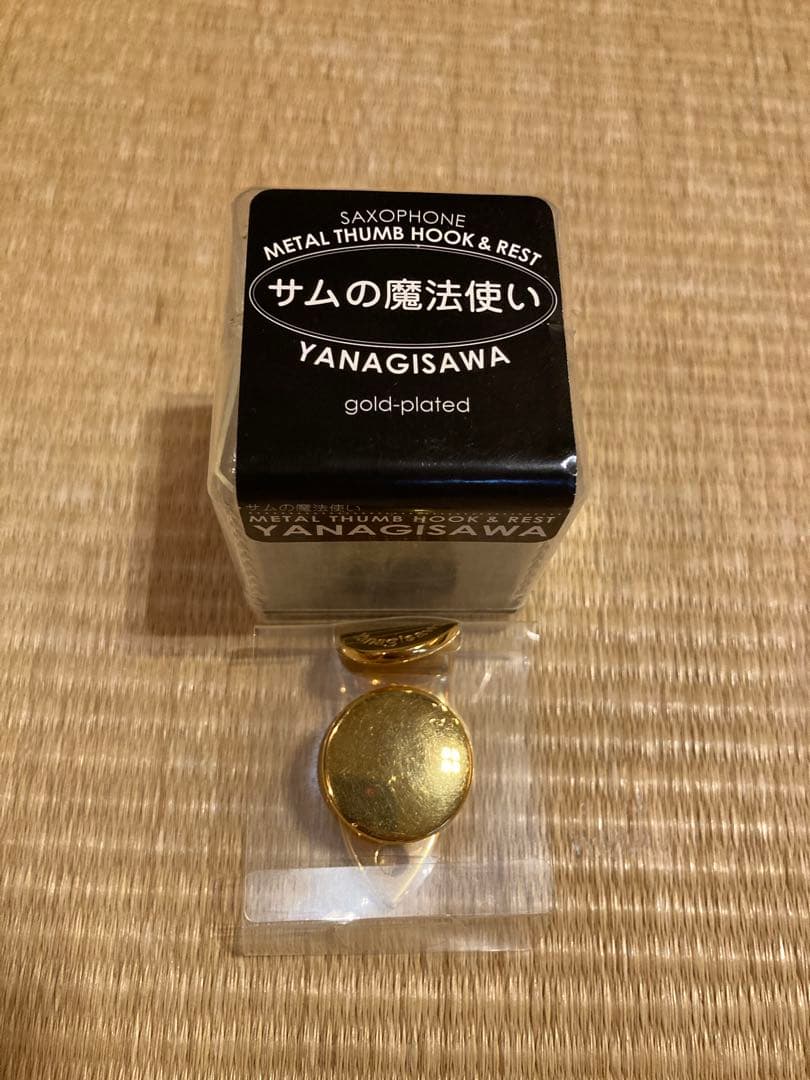 SAXOPHONE
METAL THUMB HOOK & REST
サムの魔法使い
YANAGISAWA
gold-plated
サムの魔法使い
METAL THUMB HOOK & REST
YANAGISAWA
Yanagisawa